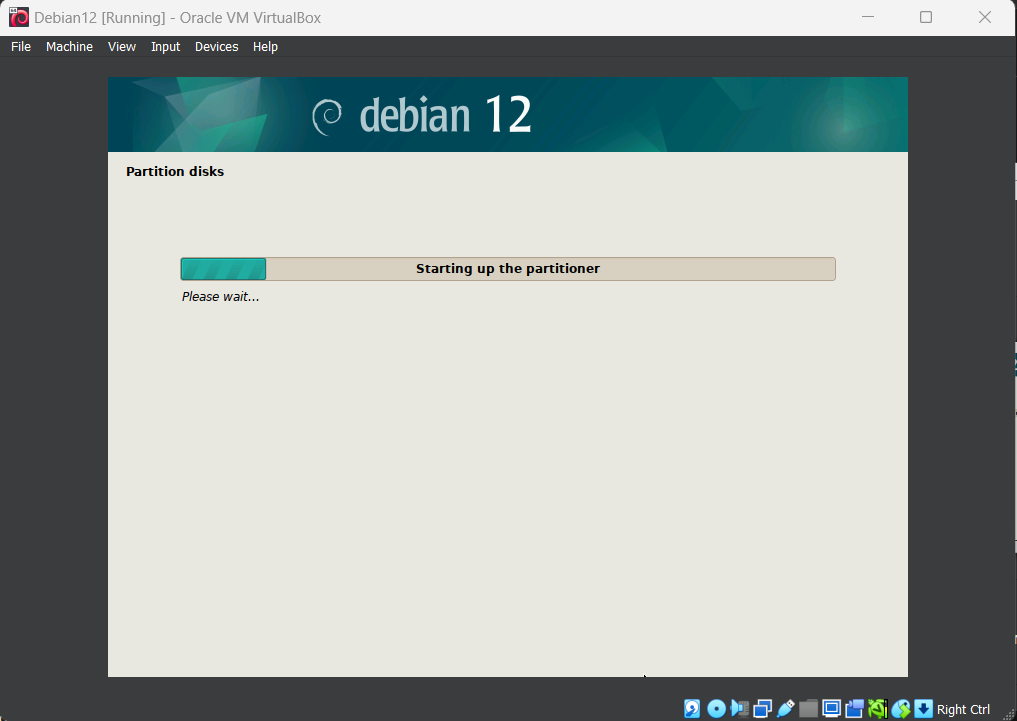 Debian12 [Running] - Oracle VM VirtualBox
File Machine View Input Devices Help
debian 12
Partition disks
Starting up the partitioner
Please wait...
Right Ctrl